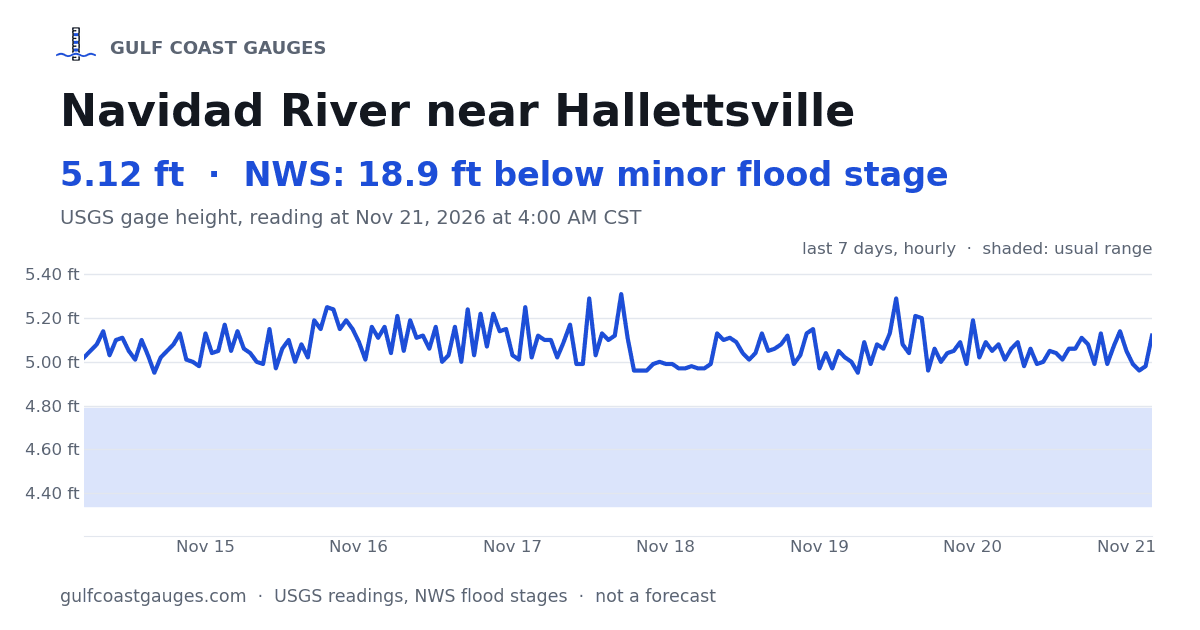 GULF COAST GAUGES
Navidad River near Hallettsville
5.12 ft · NWS: 18.9 ft below minor flood stage
USGS gage height, reading at Nov 21, 2026 at 4:00 AM CST
last 7 days, hourly · shaded: usual range
5.40 ft
5.20 ft
5.00 ft
4.80 ft
4.60 ft
4.40 ft
Nov 15 Nov 16 Nov 17 Nov 18 Nov 19 Nov 20 Nov 21
gulfcoastgauges.com · USGS readings, NWS flood stages · not a forecast